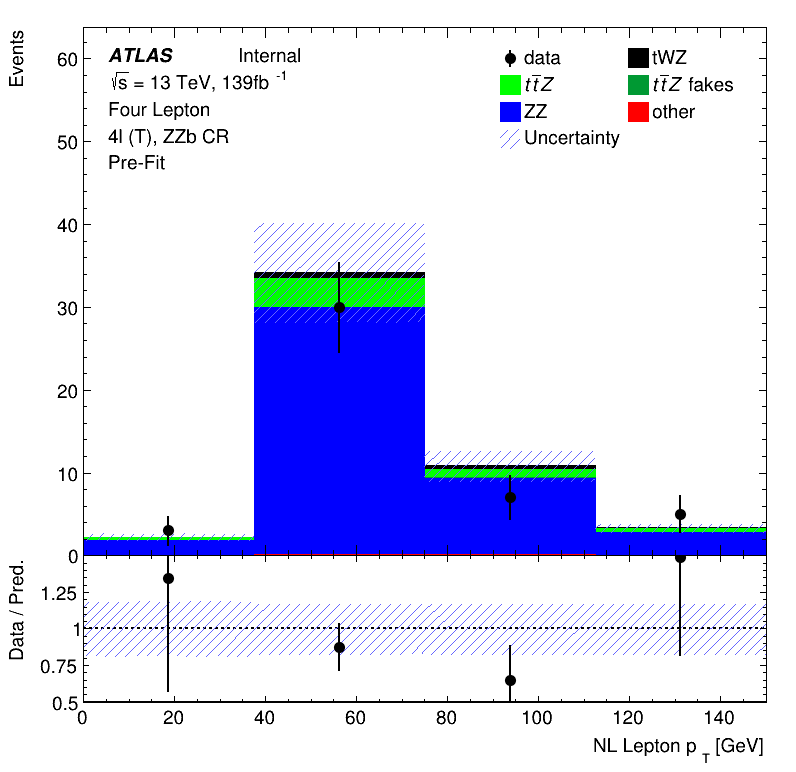 Events
60
50
40
30
20
10
0
ATLAS Internal
√s = 13 TeV, 139fb -1
Four Lepton
4l (T), ZZb CR
Pre-Fit
data
tt̄Z
ZZ
Uncertainty
tWZ
tt̄Z fakes
other
Data / Pred.
1.25
1
0.75
0.5
0 20 40 60 80 100 120 140
NL Lepton p T [GeV]